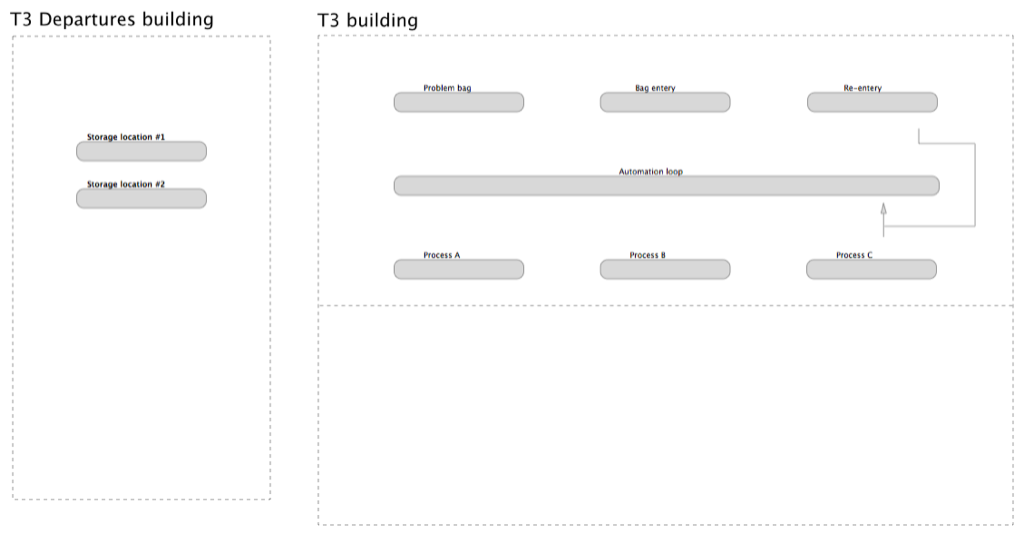 T3 Departures building
T3 building
Problem bag
Bag entery
Re-entery
Storage location #1
Automation loop
Storage location #2
Process A
Process B
Process C